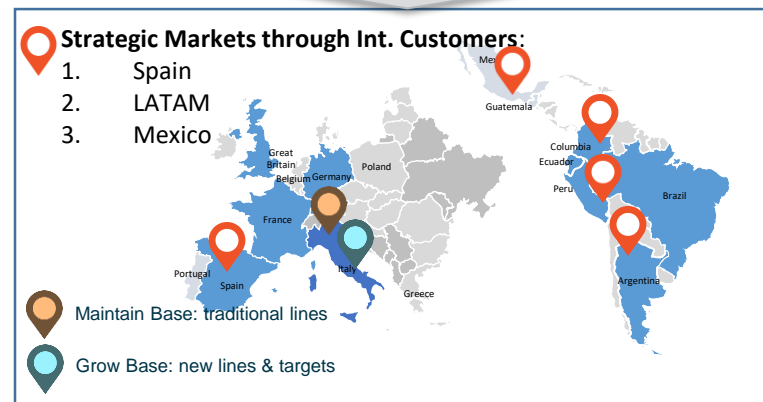 Strategic Markets through Int. Customers:
1. Spain
2. LATAM
3. Mexico
Guatemala
Columbia
Ecuador
Peru
Brazil
Argentina
Great
Britain
Belgium
Germany
Poland
France
Portugal
Spain
Italy
Greece
Maintain Base: traditional lines
Grow Base: new lines & targets